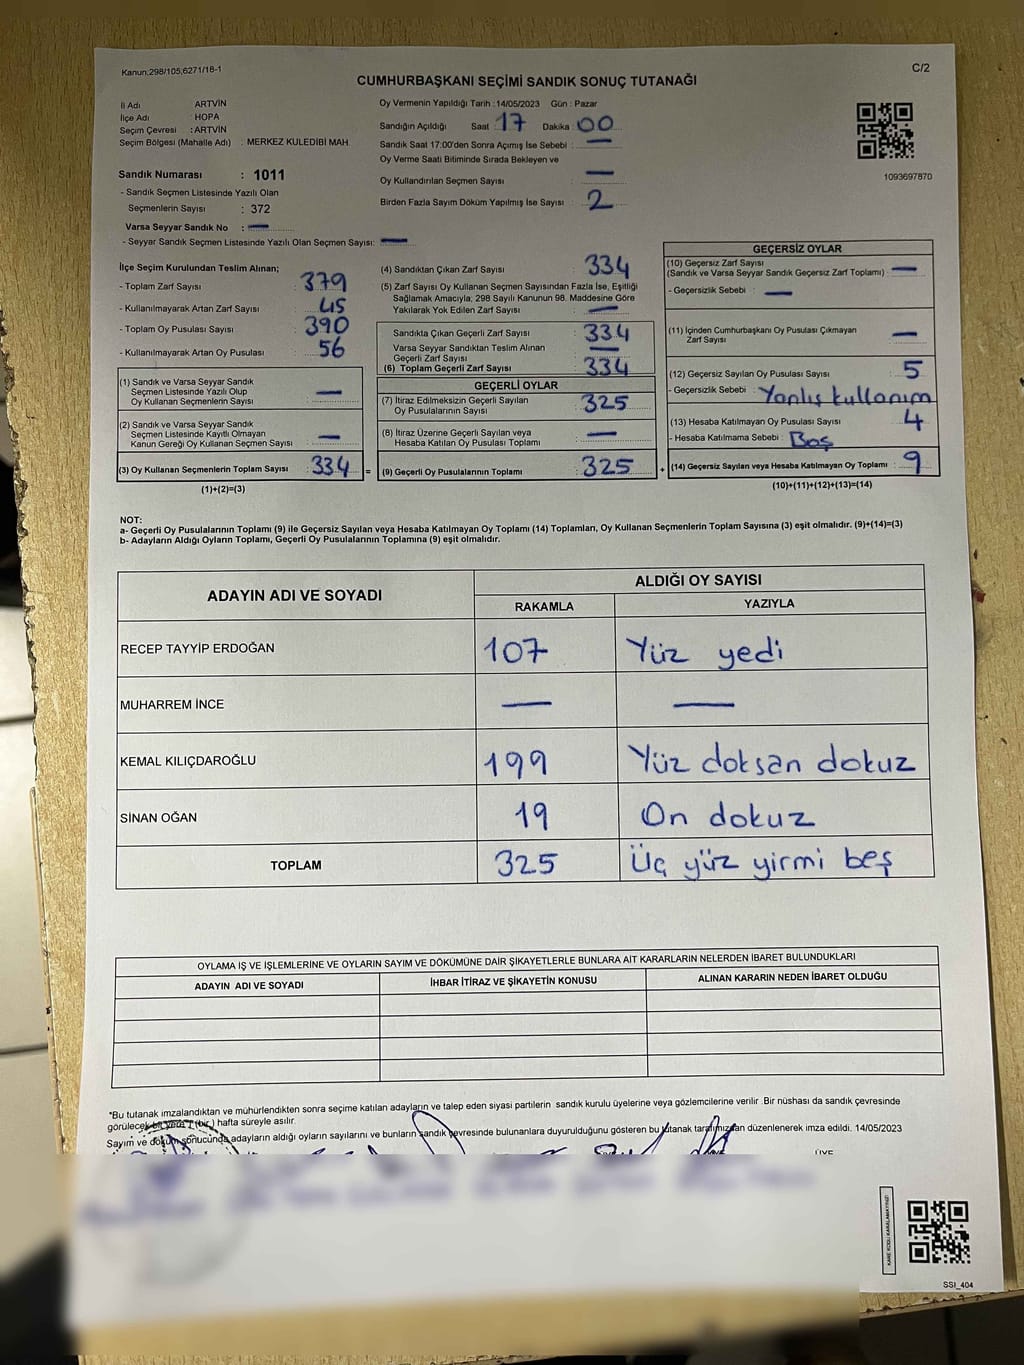 Kanun;298/105,6271/18-1
C/2
CUMHURBAŞKANI SEÇİMİ SANDIK SONUÇ TUTANAĞI
İl Adı ARTVİN
İlçe Adı HOPA
Seçim Çevresi : ARTVİN
Seçim Bölgesi (Mahalle Adı) : MERKEZ KULEDİBİ MAH.
Sandık Numarası : 1011
- Sandık Seçmen Listesinde Yazılı Olan
Seçmenlerin Sayısı : 372
Varsa Seyyar Sandık No : —
- Seyyar Sandık Seçmen Listesinde Yazılı Olan Seçmen Sayısı: —
Oy Vermenin Yapıldığı Tarih : 14/05/2023 Gün : Pazar
Sandığın Açıldığı Saat : 17 Dakika 00
Sandık Saat 17:00'den Sonra Açımış İse Sebebi : —
Oy Verme Saati Bitiminde Sırada Bekleyen ve
Oy Kullandırılan Seçmen Sayısı : —
Birden Fazla Sayım Döküm Yapılmış İse Sayısı : 2
1093697870
İlçe Seçim Kurulundan Teslim Alınan;
- Toplam Zarf Sayısı : 379
- Kullanılmayarak Artan Zarf Sayısı : 45
- Toplam Oy Pusulası Sayısı : 390
- Kullanılmayarak Artan Oy Pusulası : 56
(1) Sandık ve Varsa Seyyar Sandık
Seçmen Listesinde Yazılı Olup
Oy Kullanan Seçmenlerin Sayısı : —
(2) Sandık ve Varsa Seyyar Sandık
Seçmen Listesinde Kayıtlı Olmayan
Kanun Gereği Oy Kullanan Seçmen Sayısı : —
(3) Oy Kullanan Seçmenlerin Toplam Sayısı : 334 =
(1)+(2)=(3)
(4) Sandıktan Çıkan Zarf Sayısı : 334
(5) Zarf Sayısı Oy Kullanan Seçmen Sayısından Fazla İse, Eşitliği
Sağlamak Amacıyla, 298 Sayılı Kanunun 98. Maddesine Göre
Yakılarak Yok Edilen Zarf Sayısı : —
Sandıkta Çıkan Geçerli Zarf Sayısı : 334
Varsa Seyyar Sandıktan Teslim Alınan
Geçerli Zarf Sayısı : —
(6) Toplam Geçerli Zarf Sayısı : 334
GEÇERLİ OYLAR
(7) İtiraz Edilmeksizin Geçerli Sayılan
Oy Pusulalarının Sayısı : 325
(8) İtiraz Üzerine Geçerli Sayılan veya
Hesaba Katılan Oy Pusulası Toplamı : —
(9) Geçerli Oy Pusulalarının Toplamı : 325 +
GEÇERSİZ OYLAR
(10) Geçersiz Zarf Sayısı
(Sandık ve Varsa Seyyar Sandık Geçersiz Zarf Toplamı) : —
- Geçersizlik Sebebi : —
(11) İçinden Cumhurbaşkanı Oy Pusulası Çıkmayan
Zarf Sayısı : —
(12) Geçersiz Sayılan Oy Pusulası Sayısı : 5
- Geçersizlik Sebebi : Yanlış kullanım
(13) Hesaba Katılmayan Oy Pusulası : 4
- Hesaba Katılmama Sebebi : Boş
(14) Geçersiz Sayılan veya Hesaba Katılmayan Oy Toplamı : 9
(10)+(11)+(12)+(13)=(14)
NOT:
a- Geçerli Oy Pusulalarının Toplamı (9) ile Geçersiz Sayılan veya Hesaba Katılmayan Oy Toplamı (14) Toplamları, Oy Kullanan Seçmenlerin Toplam Sayısına (3) eşit olmalıdır. (9)+(14)=(3)
b- Adayların Aldığı Oyların Toplamı, Geçerli Oy Pusulalarının Toplamına (9) eşit olmalıdır.
ADAYIN ADI VE SOYADI ALDIĞI OY SAYISI
RAKAMLA YAZIYLA
RECEP TAYYİP ERDOĞAN 107 Yüz yedi
MUHARREM İNCE — —
KEMAL KILIÇDAROĞLU 199 Yüz doksan dokuz
SİNAN OĞAN 19 On dokuz
TOPLAM 325 Üç yüz yirmi beş
OYLAMA İŞ VE İŞLEMLERİNE VE OYLARIN SAYIM VE DÖKÜMÜNE DAİR ŞİKAYETLERLE BUNLARA AİT KARARLARIN NELERDEN İBARET BULUNDUKLARI
ADAYIN ADI VE SOYADI İHBAR İTİRAZ VE ŞİKAYETİN KONUSU ALINAN KARARIN NEDEN İBARET OLDUĞU
*Bu tutanak imzalandıktan ve mühürlendikten sonra seçime katılan adayların ve talep eden siyasi partilerin sandık kurulu üyelerine veya gözlemcilerine verilir. Bir nüshası da sandık çevresinde
görülecek bir yere 1 (bir) hafta süreyle asılır.
Sayım ve döküm sonucunda adayların aldığı oyların sayılarını ve bunların sandık çevresinde bulunanlara duyurulduğunu gösteren bu tutanak tarafımızdan düzenlenerek imza edildi. 14/05/2023
ÜYE
KARE KODU KARALAMAYINIZ!
SSI_404